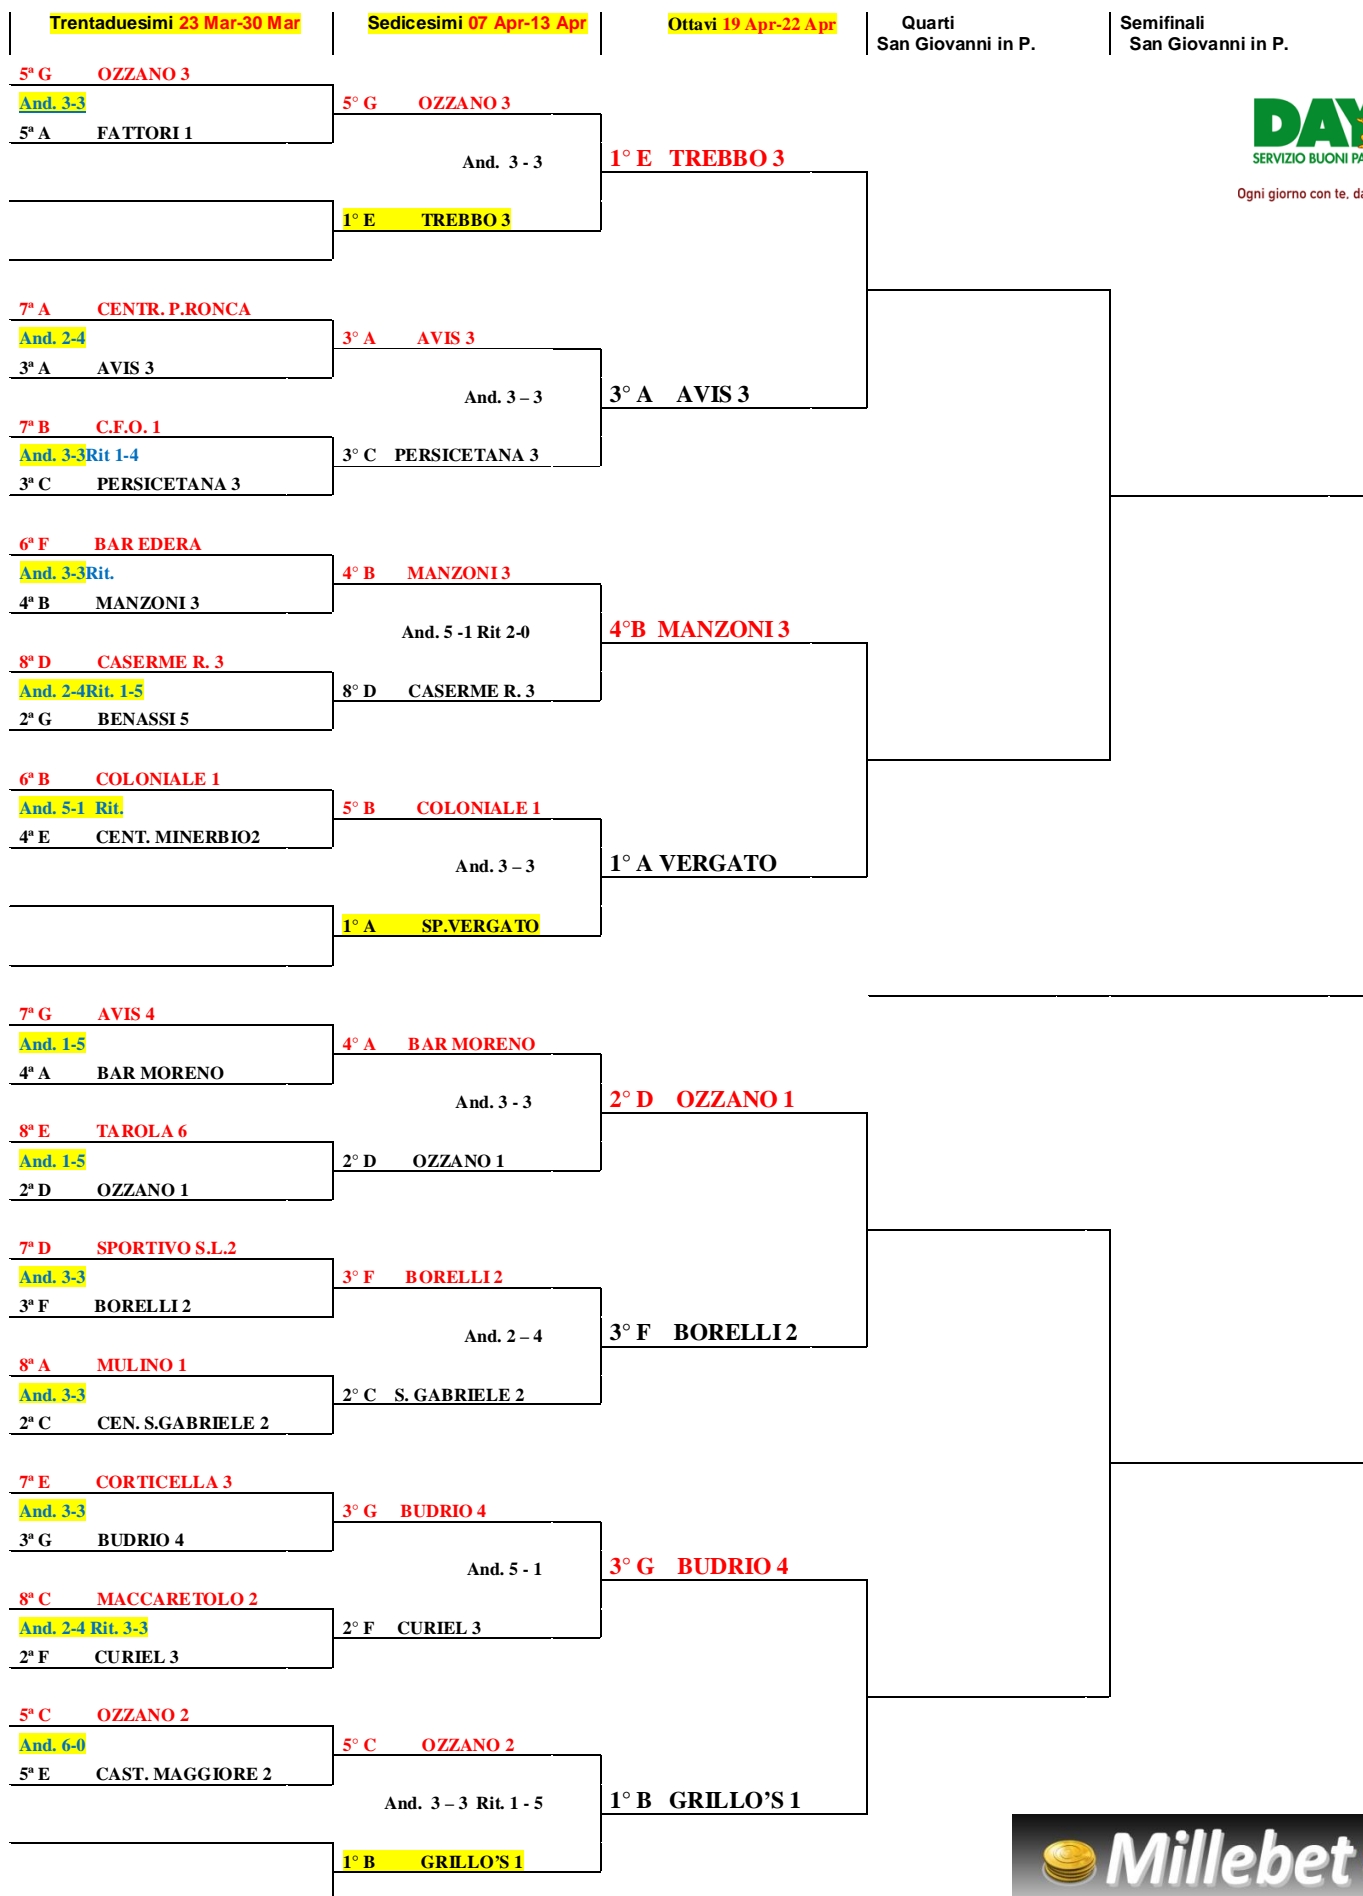 Trentaduesimi 23 Mar-30 Mar
Sedicesimi 07 Apr-13 Apr
Ottavi 19 Apr-22 Apr
Quarti
San Giovanni in P.
Semifinali
San Giovanni in P.
5ª G OZZANO 3
And. 3-3
5ª A FATTORI 1
5° G OZZANO 3
And. 3 - 3
1° E TREBBO 3
1° E TREBBO 3
SERVIZIO BUONI
Ogni giorno con te,
7ª A CENTR. P.RONCA
And. 2-4
3ª A AVIS 3
3° A AVIS 3
And. 3 – 3
3° A AVIS 3
7ª B C.F.O. 1
And. 3-3Rit 1-4
3ª C PERSICETANA 3
3° C PERSICETANA 3
6ª F BAR EDERA
And. 3-3Rit.
4ª B MANZONI 3
4° B MANZONI 3
And. 5 -1 Rit 2-0
4°B MANZONI 3
8ª D CASERME R. 3
And. 2-4Rit. 1-5
2ª G BENASSI 5
8° D CASERME R. 3
6ª B COLONIALE 1
And. 5-1 Rit.
4ª E CENT. MINERBIO2
5° B COLONIALE 1
And. 3 – 3
1° A VERGATO
1° A SP.VERGATO
7ª G AVIS 4
And. 1-5
4ª A BAR MORENO
4° A BAR MORENO
And. 3 - 3
2° D OZZANO 1
8ª E TAROLA 6
And. 1-5
2ª D OZZANO 1
2° D OZZANO 1
7ª D SPORTIVO S.L.2
And. 3-3
3ª F BORELLI 2
3° F BORELLI 2
And. 2 – 4
3° F BORELLI 2
8ª A MULINO 1
And. 3-3
2ª C CEN. S.GABRIELE 2
2° C S. GABRIELE 2
7ª E CORTICELLA 3
And. 3-3
3ª G BUDRIO 4
3° G BUDRIO 4
And. 5 - 1
3° G BUDRIO 4
8ª C MACCARETOLO 2
And. 2-4 Rit. 3-3
2ª F CURIEL 3
2° F CURIEL 3
5ª C OZZANO 2
And. 6-0
5ª E CAST. MAGGIORE 2
5° C OZZANO 2
And. 3 – 3 Rit. 1 - 5
1° B GRILLO’S 1
1° B GRILLO’S 1
Millebet